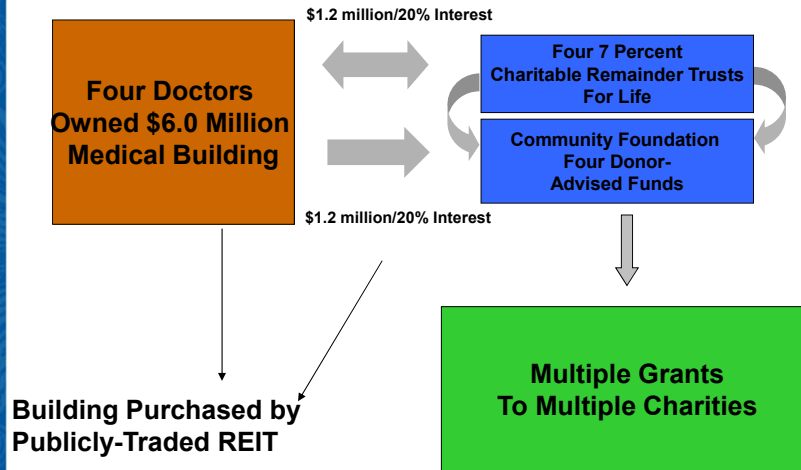 $1.2 million/20% Interest
Four Doctors
Owned $6.0 Million
Medical Building
Four 7 Percent
Charitable Remainder Trusts
For Life
Community Foundation
Four Donor-
Advised Funds
$1.2 million/20% Interest
Building Purchased by
Publicly-Traded REIT
Multiple Grants
To Multiple Charities